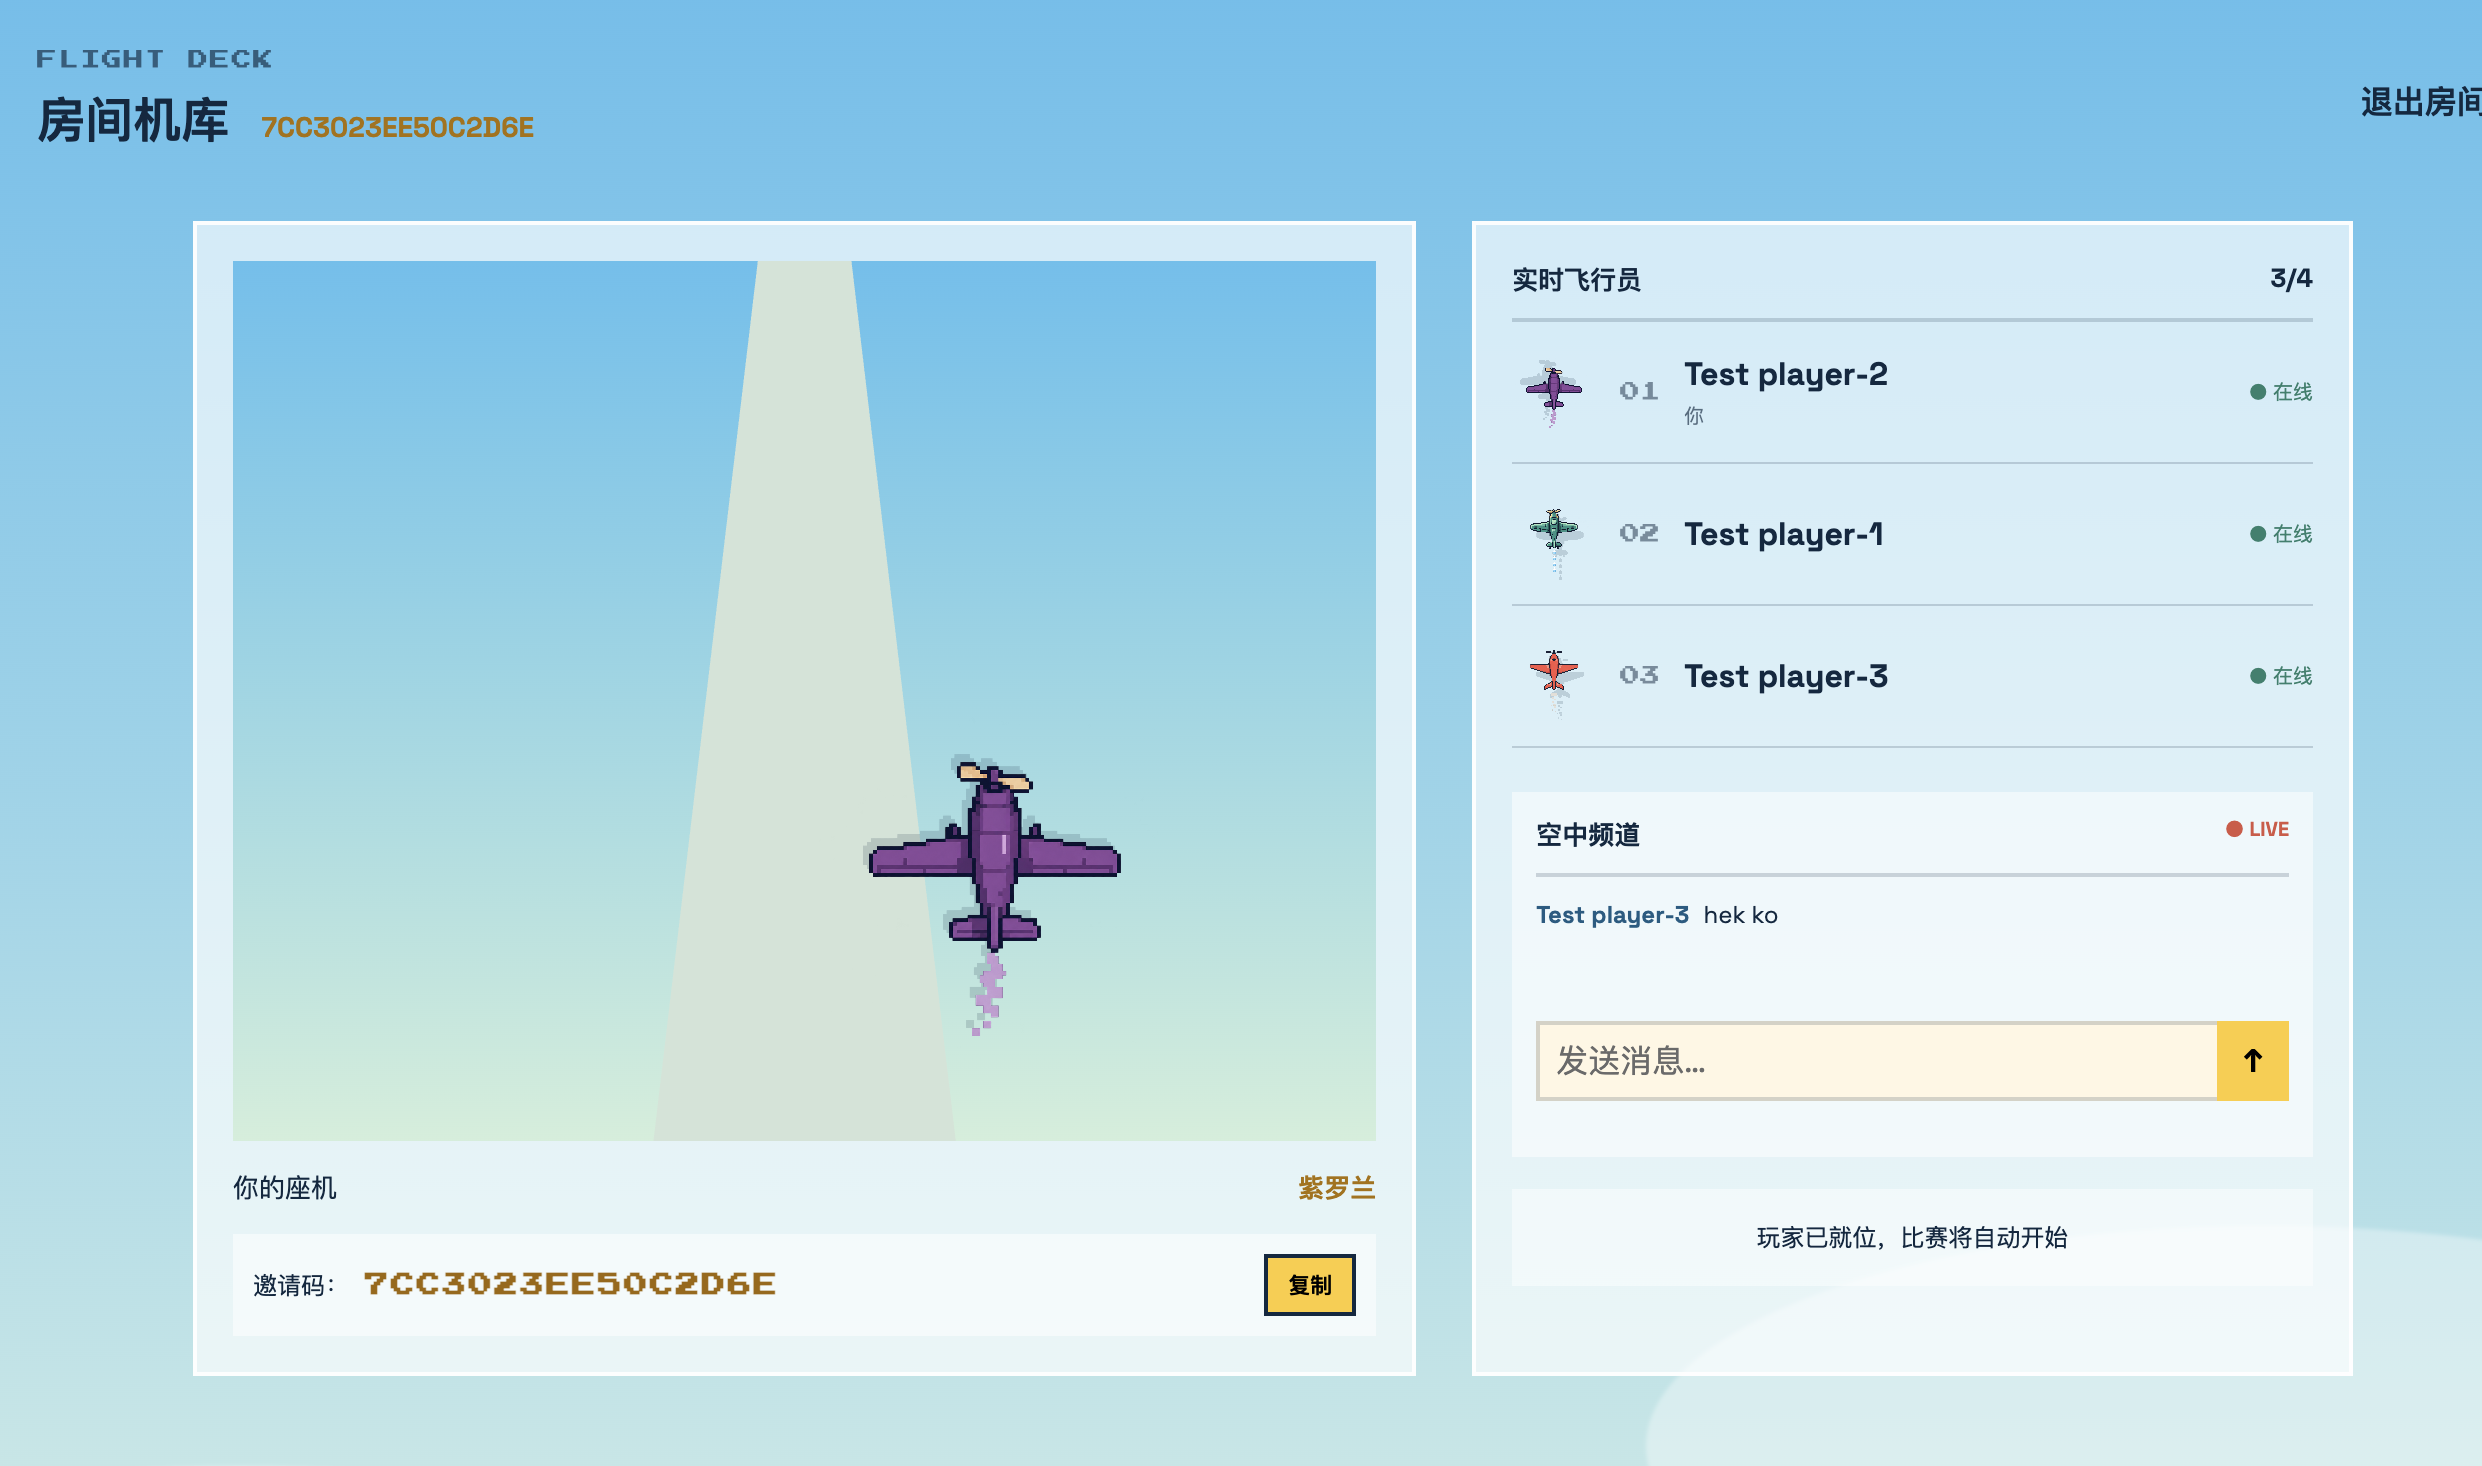 FLIGHT DECK
房间机库 7CC3023EE50C2D6E
退出房间
实时飞行员 3/4
01 Test player-2
你
在线
02 Test player-1
在线
03 Test player-3
在线
空中频道
LIVE
Test player-3 hek ko
发送消息...
↑
玩家已就位，比赛将自动开始
你的座机 紫罗兰
邀请码： 7CC3023EE50C2D6E
复制